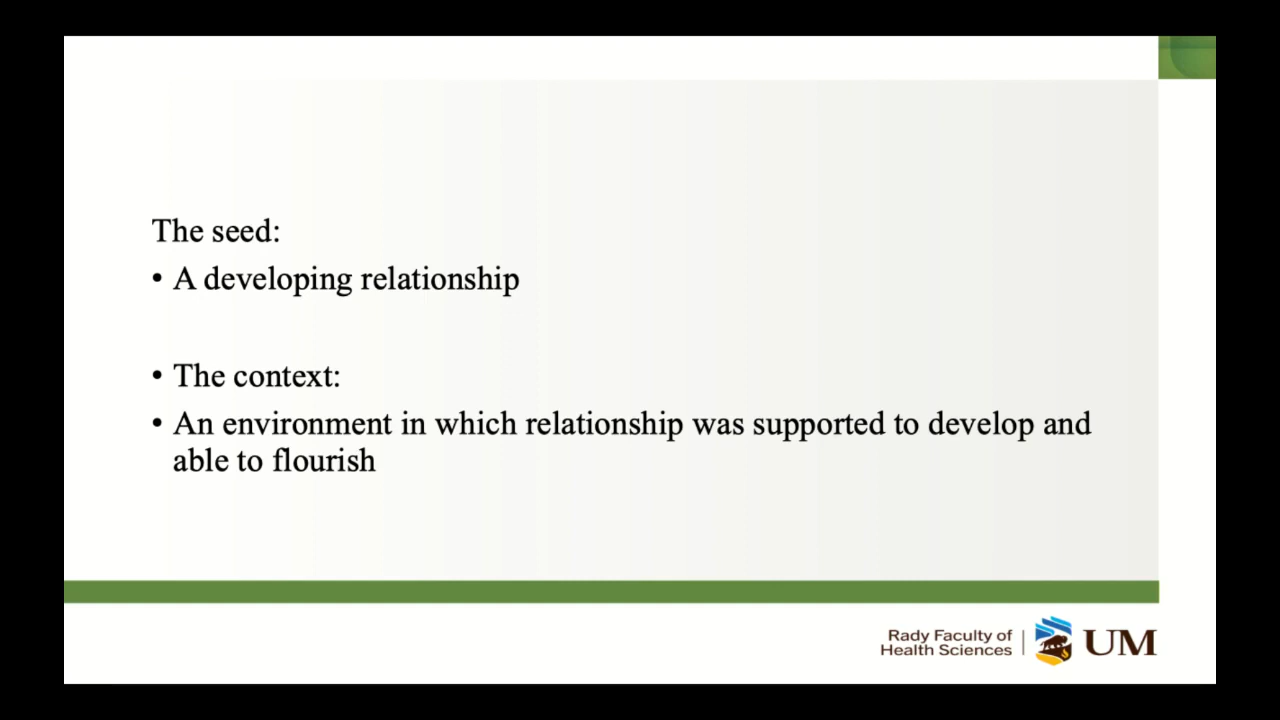 The seed:
• A developing relationship
• The context:
• An environment in which relationship was supported to develop and
able to flourish
Rady Faculty of
Health Sciences
UM